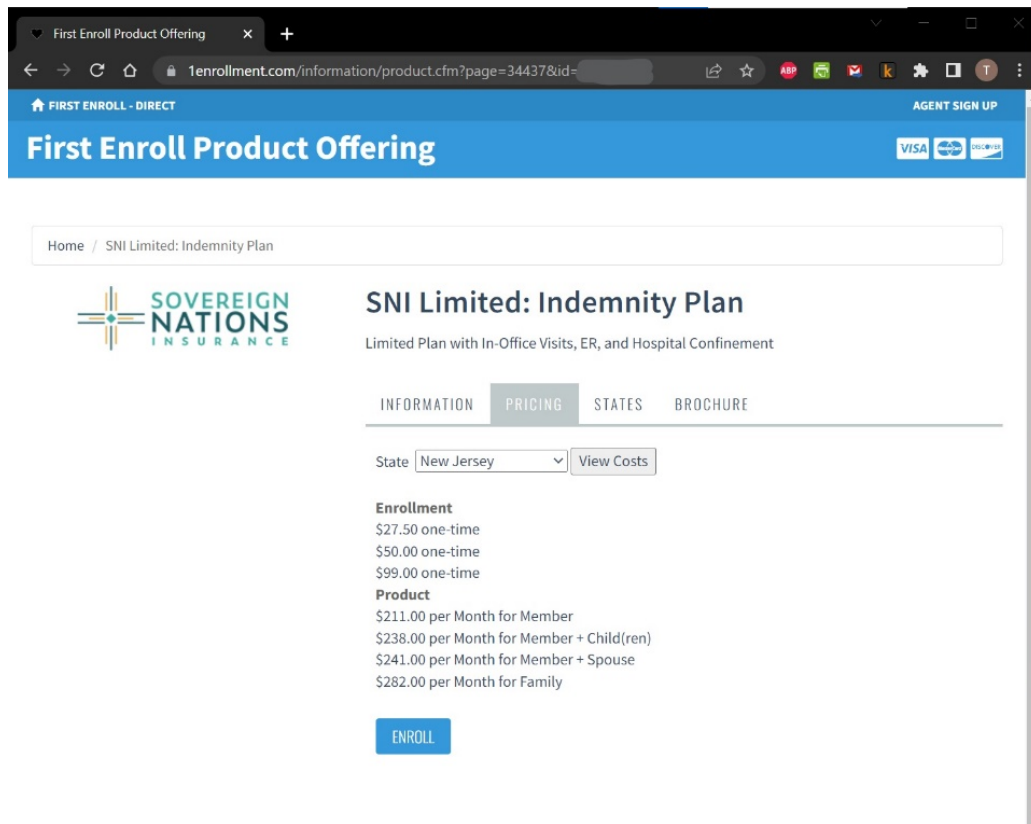 First Enroll Product Offering
1enrollment.com/information/product.cfm?page=34437&id=
ABP
k
T
FIRST ENROLL - DIRECT
AGENT SIGN UP
First Enroll Product Offering
VISA
DISCOVER
Home / SNI Limited: Indemnity Plan
SOVEREIGN
NATIONS
INSURANCE
SNI Limited: Indemnity Plan
Limited Plan with In-Office Visits, ER, and Hospital Confinement
INFORMATION PRICING STATES BROCHURE
State New Jersey View Costs
Enrollment
$27.50 one-time
$50.00 one-time
$99.00 one-time
Product
$211.00 per Month for Member
$238.00 per Month for Member + Child(ren)
$241.00 per Month for Member + Spouse
$282.00 per Month for Family
ENROLL